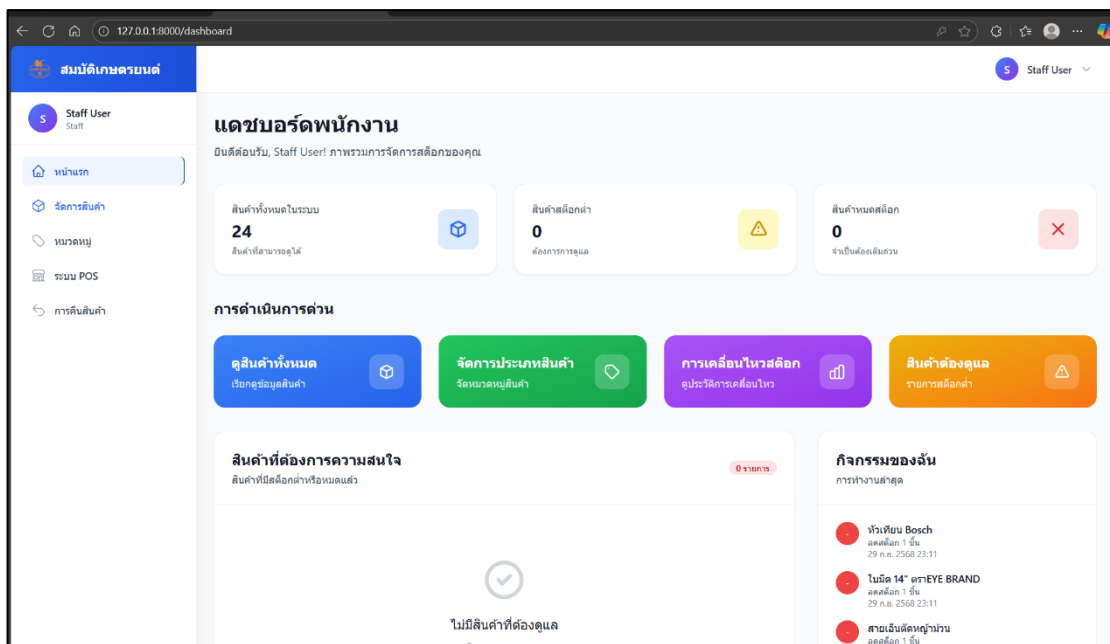 127.0.0.1:8000/dashboard
สมบัติเกษตรยนต์
S Staff User
S Staff User
Staff
หน้าแรก
จัดการสินค้า
หมวดหมู่
ระบบ POS
การคืนสินค้า
แดชบอร์ดพนักงาน
ยินดีต้อนรับ, Staff User! ภาพรวมการจัดการสต็อกของคุณ
สินค้าทั้งหมดในระบบ
24
สินค้าที่สามารถดูได้
สินค้าสต็อกต่ำ
0
ต้องการการดูแล
สินค้าหมดสต็อก
0
จำเป็นต้องเติมด่วน
การดำเนินการด่วน
ดูสินค้าทั้งหมด
เรียกดูข้อมูลสินค้า
จัดการประเภทสินค้า
จัดหมวดหมู่สินค้า
การเคลื่อนไหวสต็อก
ดูประวัติการเคลื่อนไหว
สินค้าต้องดูแล
รายการสต็อกต่ำ
สินค้าที่ต้องการความสนใจ
สินค้าที่มีสต็อกต่ำหรือหมดแล้ว
0 รายการ
ไม่มีสินค้าที่ต้องดูแล
กิจกรรมของฉัน
การทำงานล่าสุด
- หัวเทียน Bosch
ลดสต็อก 1 ชิ้น
29 ก.ย. 2568 23:11
- ใบมีด 14" ตราEYE BRAND
ลดสต็อก 1 ชิ้น
29 ก.ย. 2568 23:11
- สายเอ็นตัดหญ้าม้วน
ลดสต็อก 1 ชิ้น